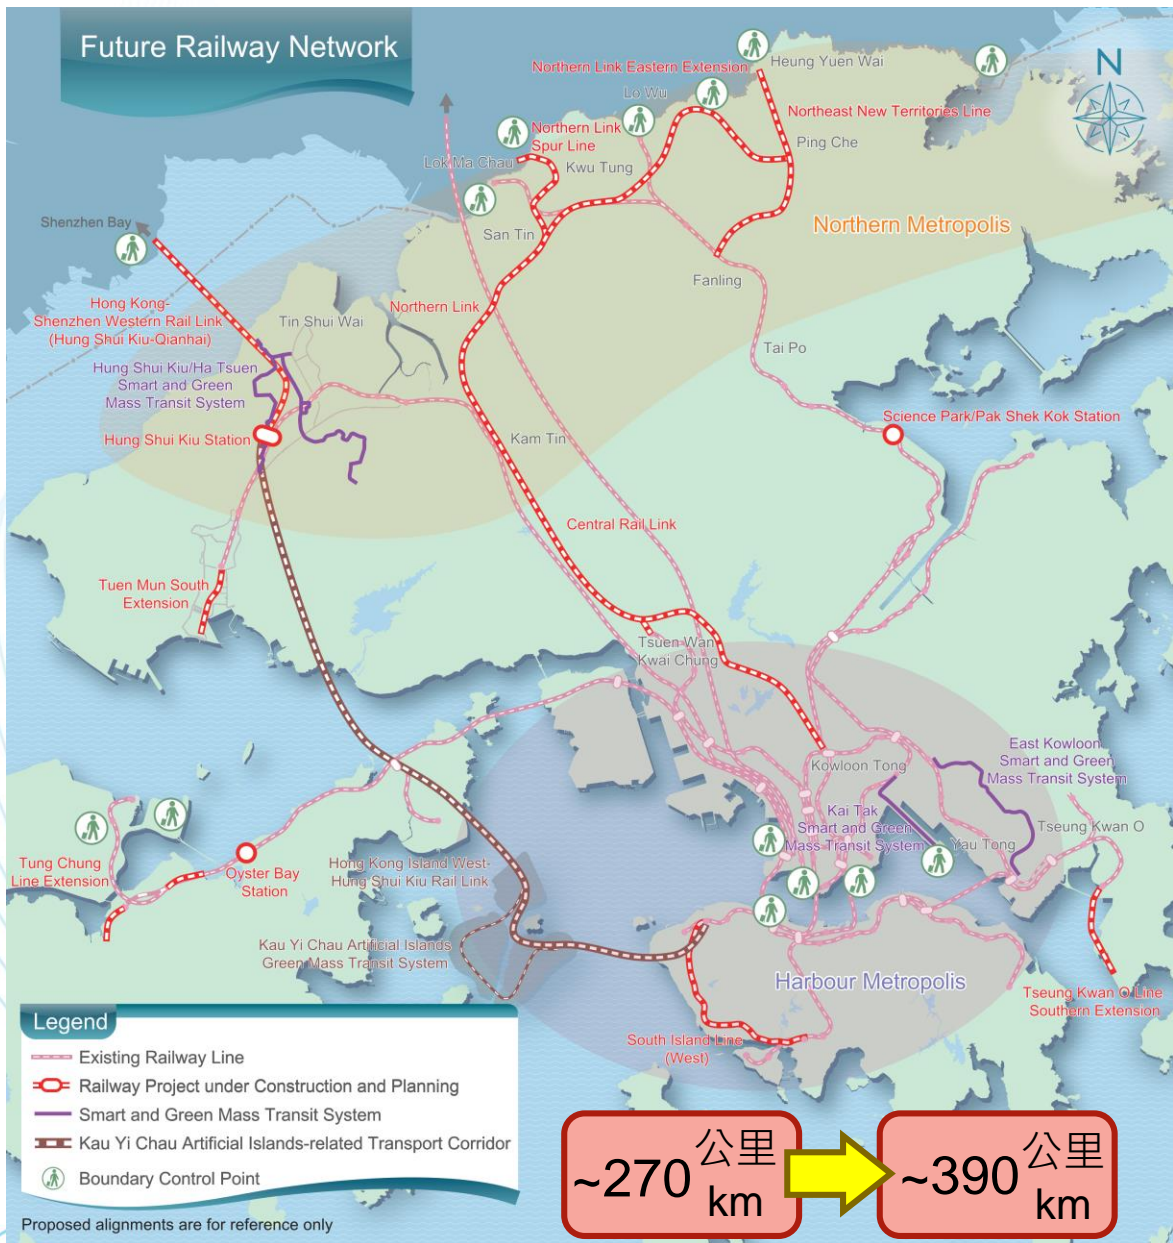 Future Railway Network
N
Heung Yuen Wai
Northern Link Eastern Extension
Lo Wu
Northeast New Territories Line
Northern Link
Spur Line
Ping Che
Lok Ma Chau
Kwu Tung
Shenzhen Bay
San Tin
Northern Metropolis
Fanling
Hong Kong-
Shenzhen Western Rail Link
(Hung Shui Kiu-Qianhai)
Northern Link
Tin Shui Wai
Tai Po
Hung Shui Kiu/Ha Tsuen
Smart and Green
Mass Transit System
Science Park/Pak Shek Kok Station
Hung Shui Kiu Station
Kam Tin
Central Rail Link
Tuen Mun South
Extension
Tsuen Wan
Kwai Chung
East Kowloon
Smart and Green
Mass Transit System
Kowloon Tong
Kai Tak
Smart and Green
Mass Transit System
Tseung Kwan O
Yau Tong
Tung Chung
Line Extension
Oyster Bay
Station
Hong Kong Island West-
Hung Shui Kiu Rail Link
Kau Yi Chau Artificial Islands
Green Mass Transit System
Harbour Metropolis
Tseung Kwan O Line
Southern Extension
South Island Line
(West)
Legend
Existing Railway Line
Railway Project under Construction and Planning
Smart and Green Mass Transit System
Kau Yi Chau Artificial Islands-related Transport Corridor
Boundary Control Point
Proposed alignments are for reference only
~270 公里
km
~390 公里
km